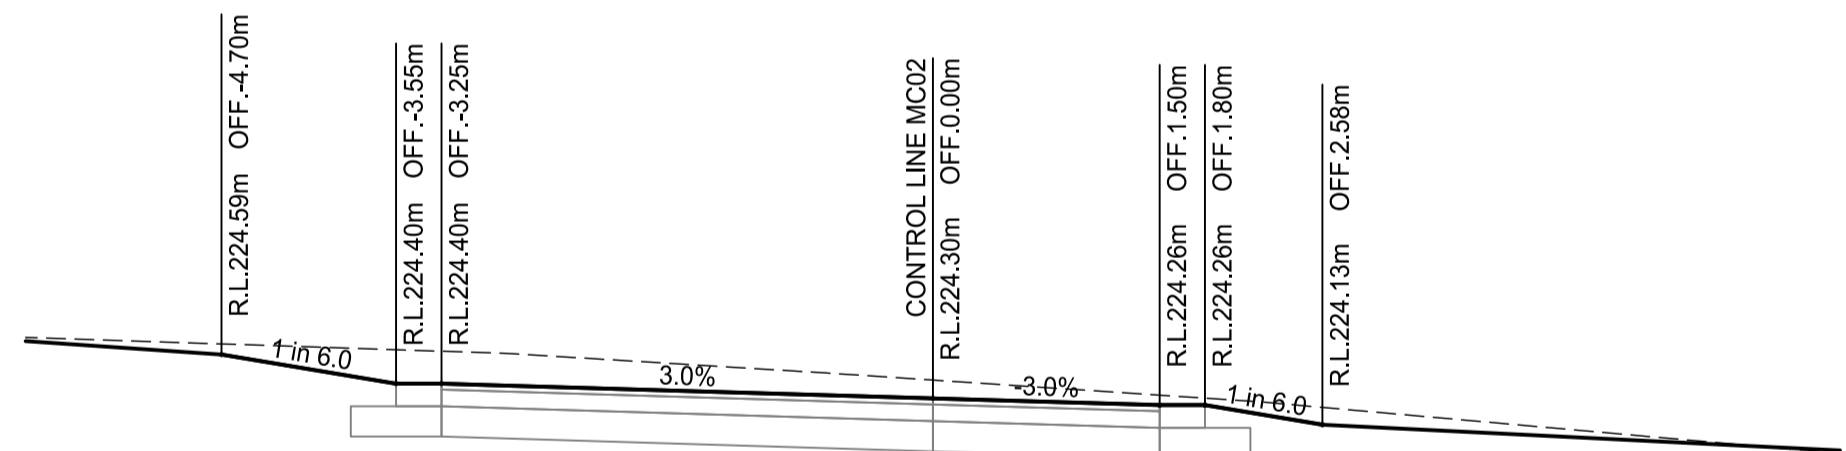 R.L.224.59m OFF.-4.70m
R.L.224.40m OFF.-3.55m
R.L.224.40m OFF.-3.25m
CONTROL LINE MC02
R.L.224.30m OFF.0.00m
R.L.224.26m OFF.1.50m
R.L.224.26m OFF.1.80m
R.L.224.13m OFF.2.58m
1 in 6.0
3.0%
-3.0%
1 in 6.0